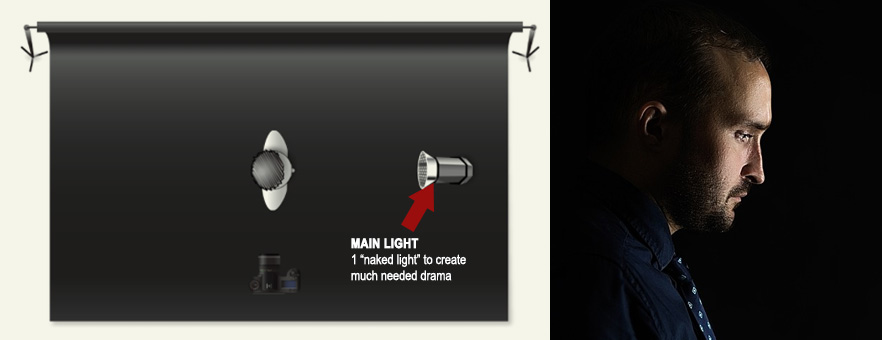 MAIN LIGHT
1 “naked light” to create
much needed drama